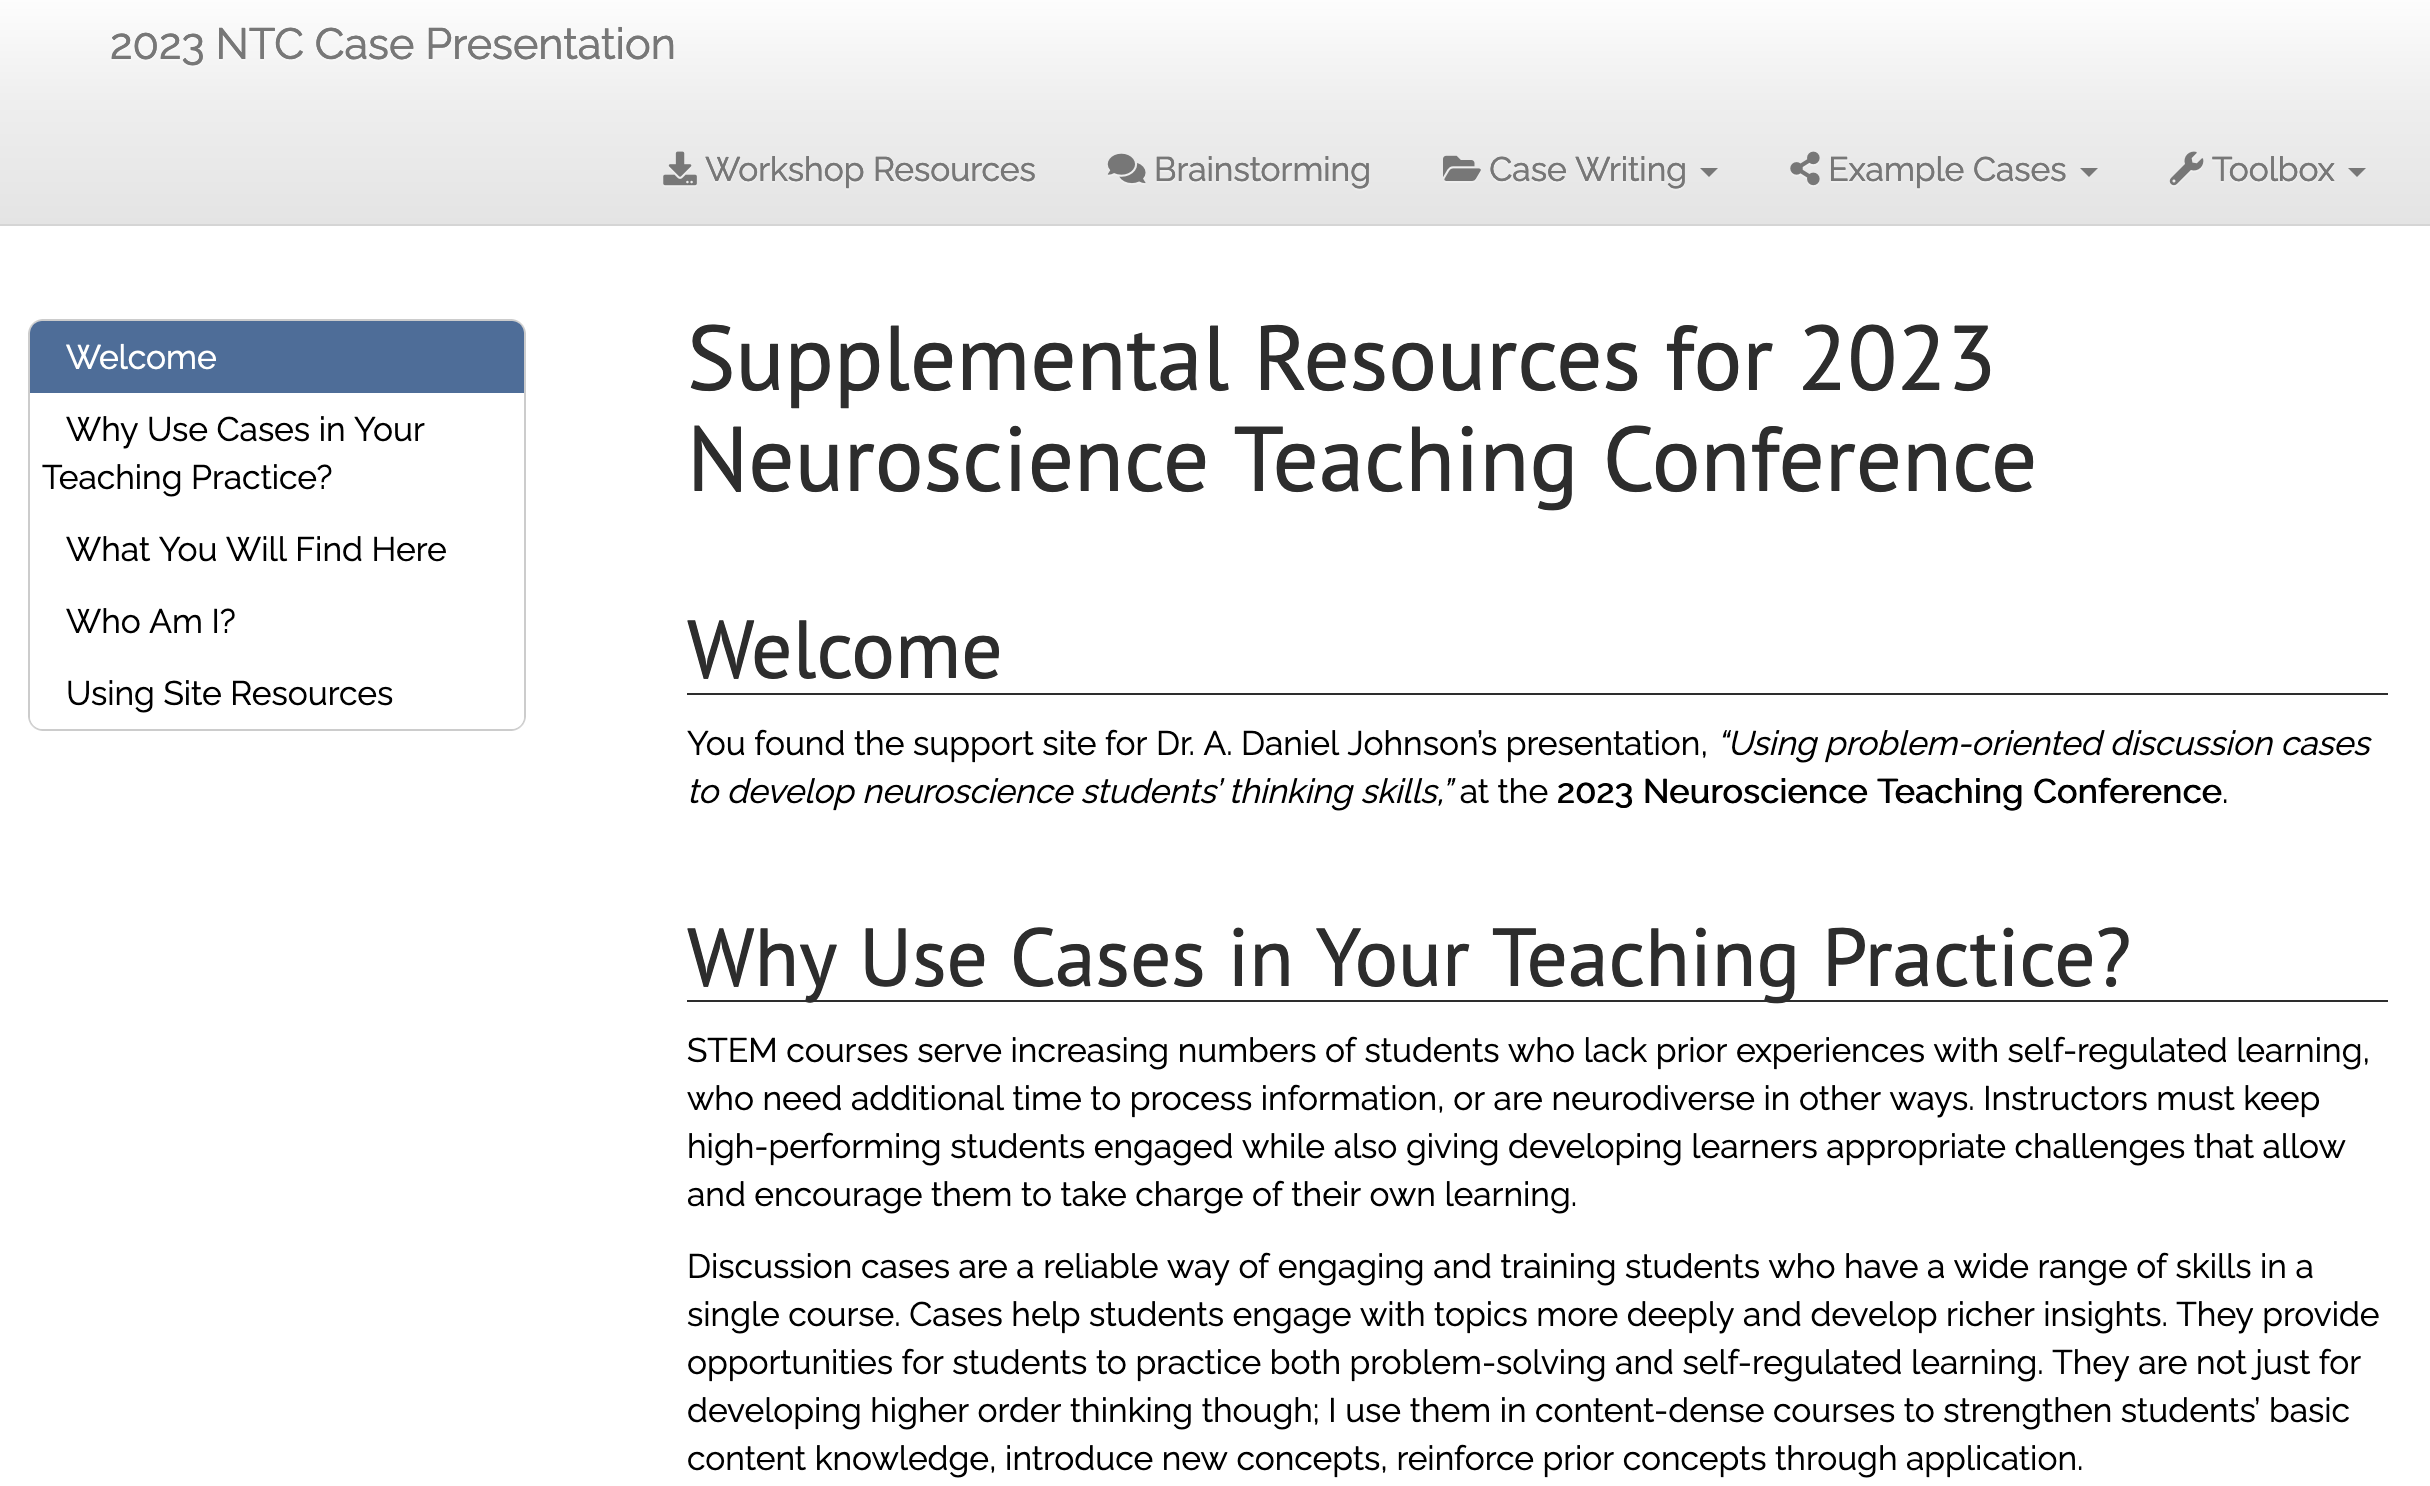 2023 NTC Case Presentation
Workshop Resources Brainstorming Case Writing Example Cases Toolbox
Welcome
Why Use Cases in Your
Teaching Practice?
What You Will Find Here
Who Am I?
Using Site Resources
Supplemental Resources for 2023
Neuroscience Teaching Conference
Welcome
You found the support site for Dr. A. Daniel Johnson’s presentation, “Using problem-oriented discussion cases
to develop neuroscience students’ thinking skills,” at the 2023 Neuroscience Teaching Conference.
Why Use Cases in Your Teaching Practice?
STEM courses serve increasing numbers of students who lack prior experiences with self-regulated learning,
who need additional time to process information, or are neurodiverse in other ways. Instructors must keep
high-performing students engaged while also giving developing learners appropriate challenges that allow
and encourage them to take charge of their own learning.
Discussion cases are a reliable way of engaging and training students who have a wide range of skills in a
single course. Cases help students engage with topics more deeply and develop richer insights. They provide
opportunities for students to practice both problem-solving and self-regulated learning. They are not just for
developing higher order thinking though; I use them in content-dense courses to strengthen students’ basic
content knowledge, introduce new concepts, reinforce prior concepts through application.